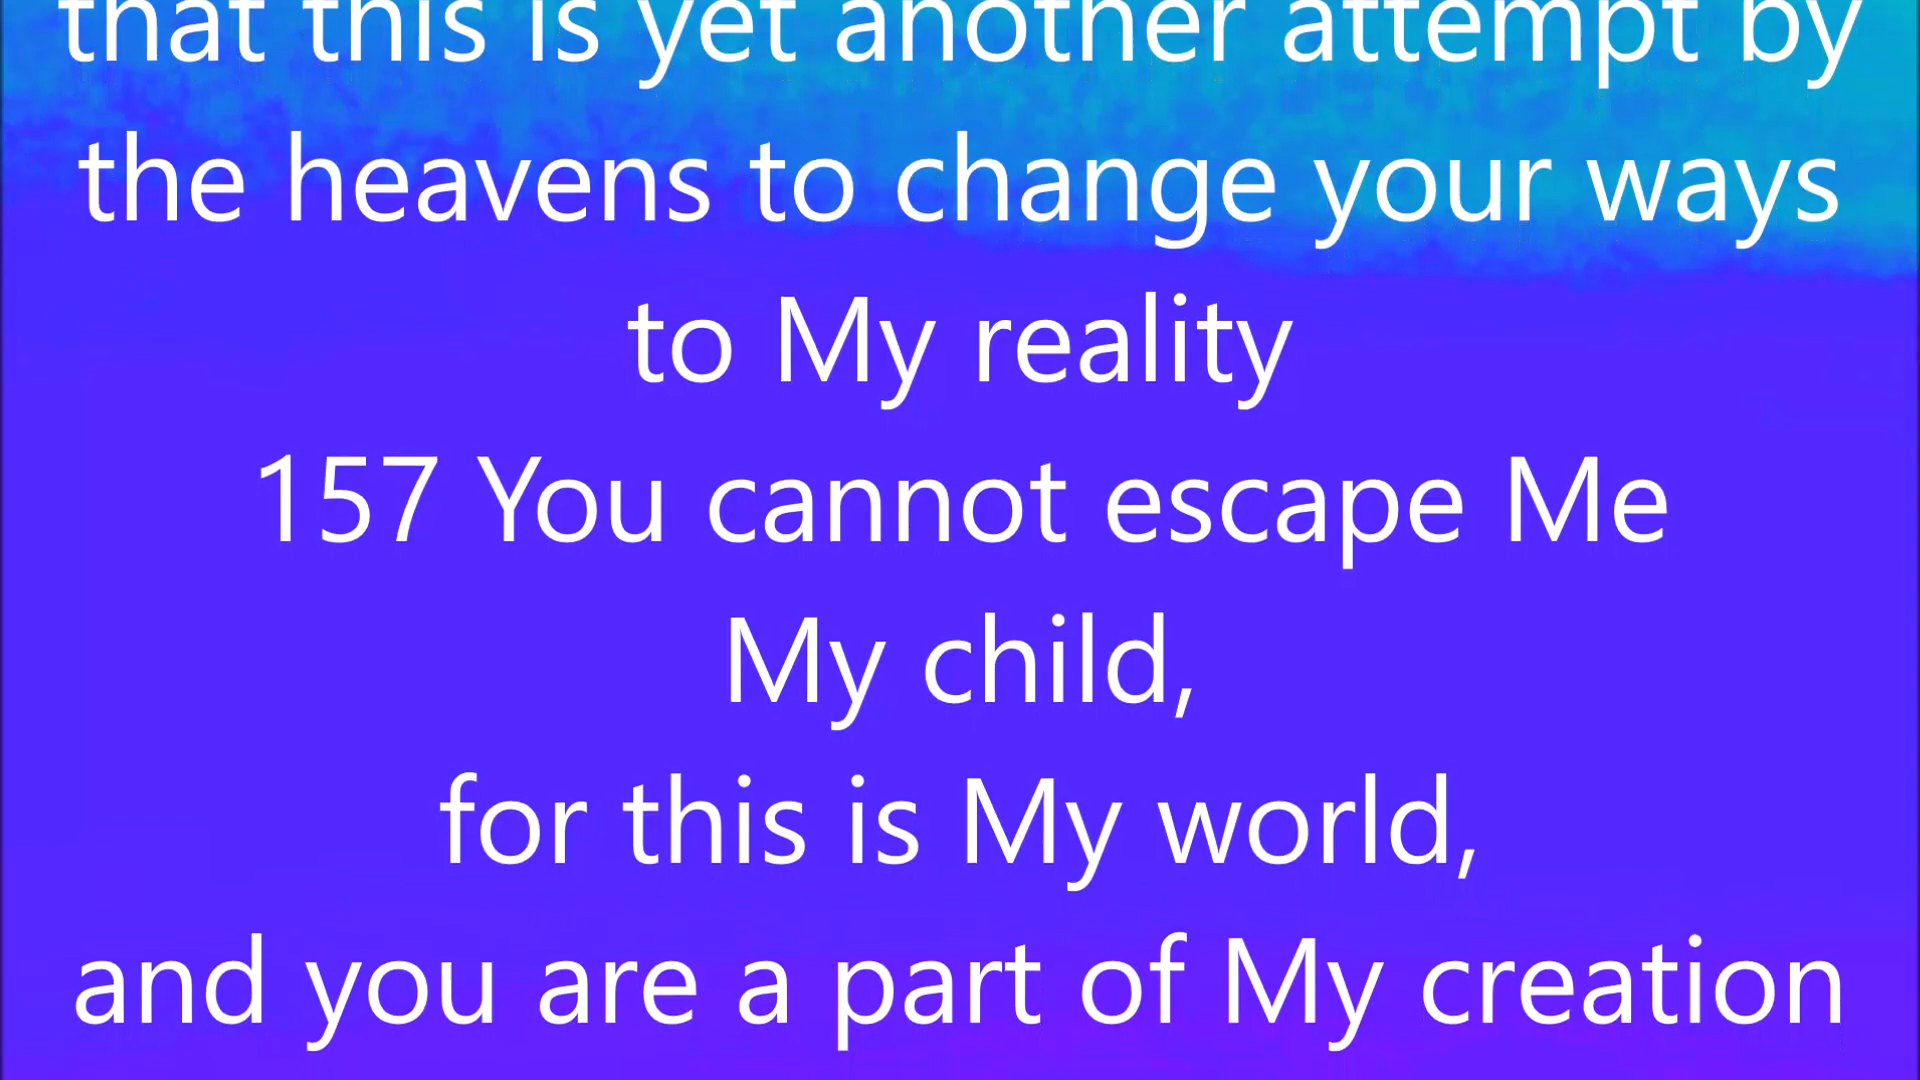 that this is yet another attempt by
the heavens to change your ways
to My reality
157 You cannot escape Me
My child,
for this is My world,
and you are a part of My creation